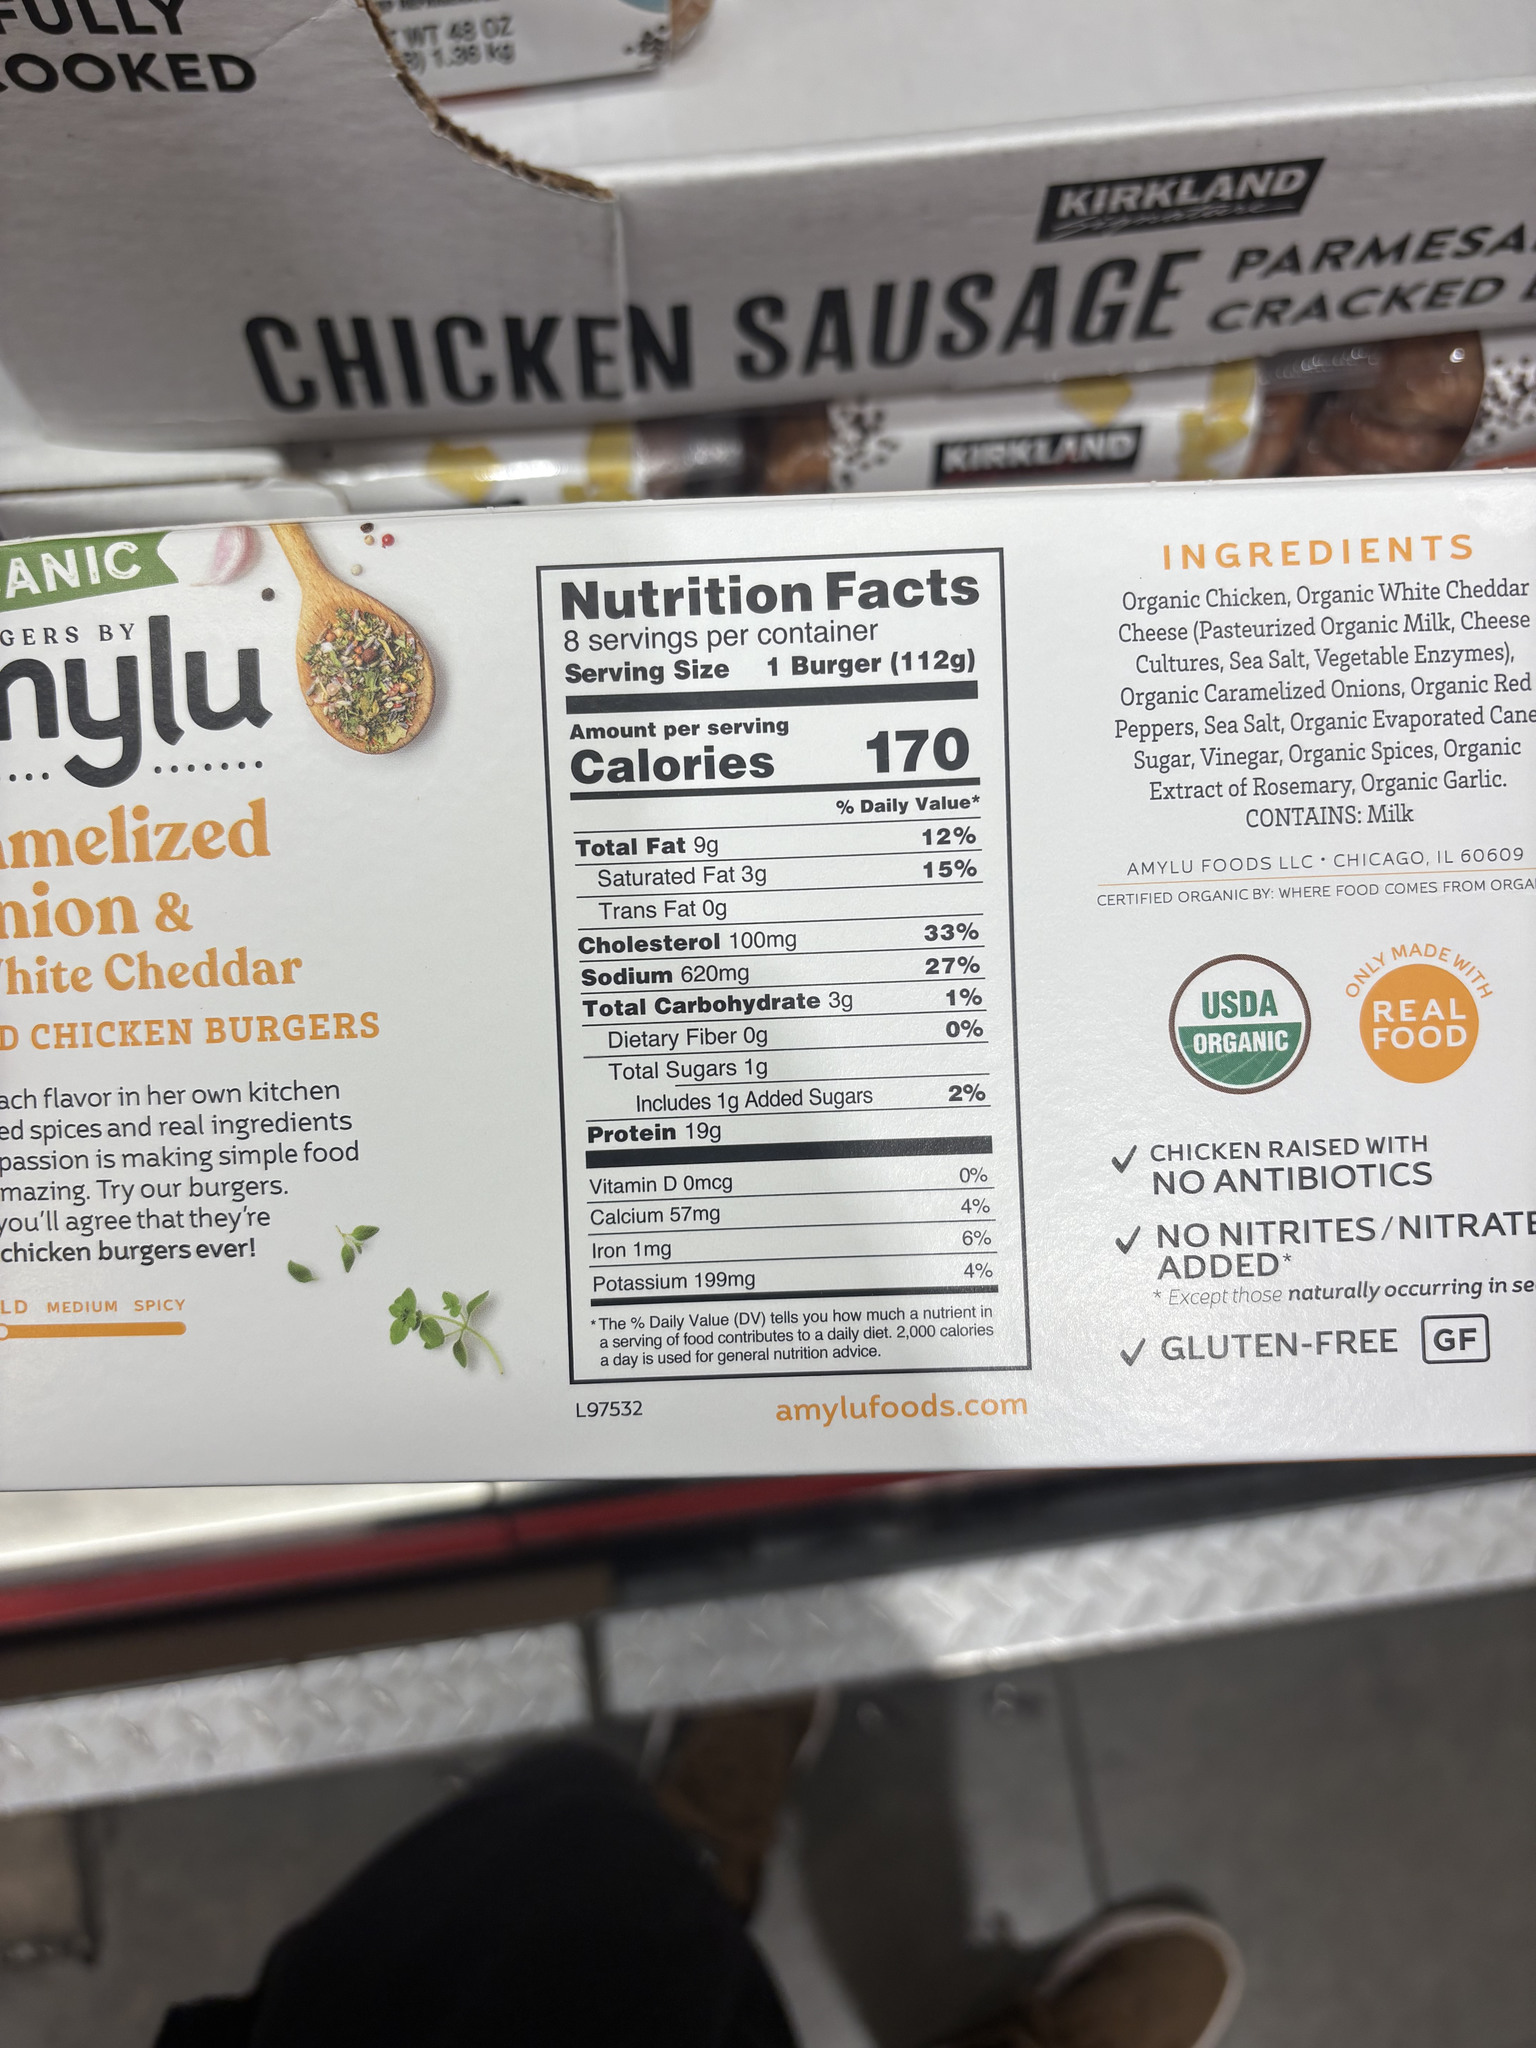 FULLY
COOKED
WT 48 OZ
1.36 kg
KIRKLAND
Signature
CHICKEN SAUSAGE
PARMESA
CRACKED
KIRKLAND
ANIC
GERS BY
mylu
amelized
nion &
hite Cheddar
D CHICKEN BURGERS
ach flavor in her own kitchen
ed spices and real ingredients
passion is making simple food
mazing. Try our burgers.
you'll agree that they're
chicken burgers ever!
LD MEDIUM SPICY
Nutrition Facts
8 servings per container
Serving Size 1 Burger (112g)
Amount per serving
Calories 170
% Daily Value*
Total Fat 9g 12%
Saturated Fat 3g 15%
Trans Fat 0g
Cholesterol 100mg 33%
Sodium 620mg 27%
Total Carbohydrate 3g 1%
Dietary Fiber 0g 0%
Total Sugars 1g
Includes 1g Added Sugars 2%
Protein 19g
Vitamin D 0mcg 0%
Calcium 57mg 4%
Iron 1mg 6%
Potassium 199mg 4%
*The % Daily Value (DV) tells you how much a nutrient in
a serving of food contributes to a daily diet. 2,000 calories
a day is used for general nutrition advice.
L97532
amylufoods.com
INGREDIENTS
Organic Chicken, Organic White Cheddar
Cheese (Pasteurized Organic Milk, Cheese
Cultures, Sea Salt, Vegetable Enzymes),
Organic Caramelized Onions, Organic Red
Peppers, Sea Salt, Organic Evaporated Cane
Sugar, Vinegar, Organic Spices, Organic
Extract of Rosemary, Organic Garlic.
CONTAINS: Milk
AMYLU FOODS LLC • CHICAGO, IL 60609
CERTIFIED ORGANIC BY: WHERE FOOD COMES FROM ORGA
USDA
ORGANIC
ONLY MADE WITH
REAL
FOOD
CHICKEN RAISED WITH
NO ANTIBIOTICS
NO NITRITES/NITRATE
ADDED*
* Except those naturally occurring in se
GLUTEN-FREE GF